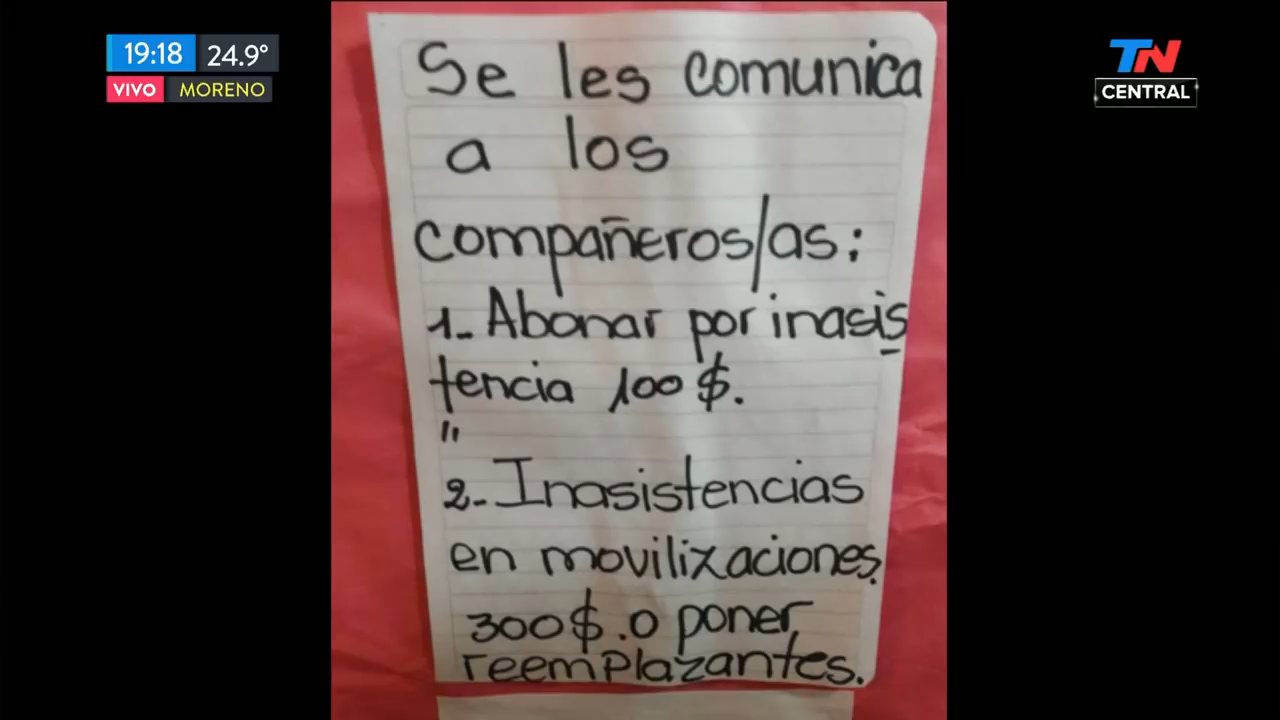 19:18 24.9°
VIVO MORENO
TN
CENTRAL
Se les comunica
a los
compañeros/as:
1_ Abonar por inasis
tencia 100$.
"
2- Inasistencias
en movilizaciones.
300$. o poner
reemplazantes.